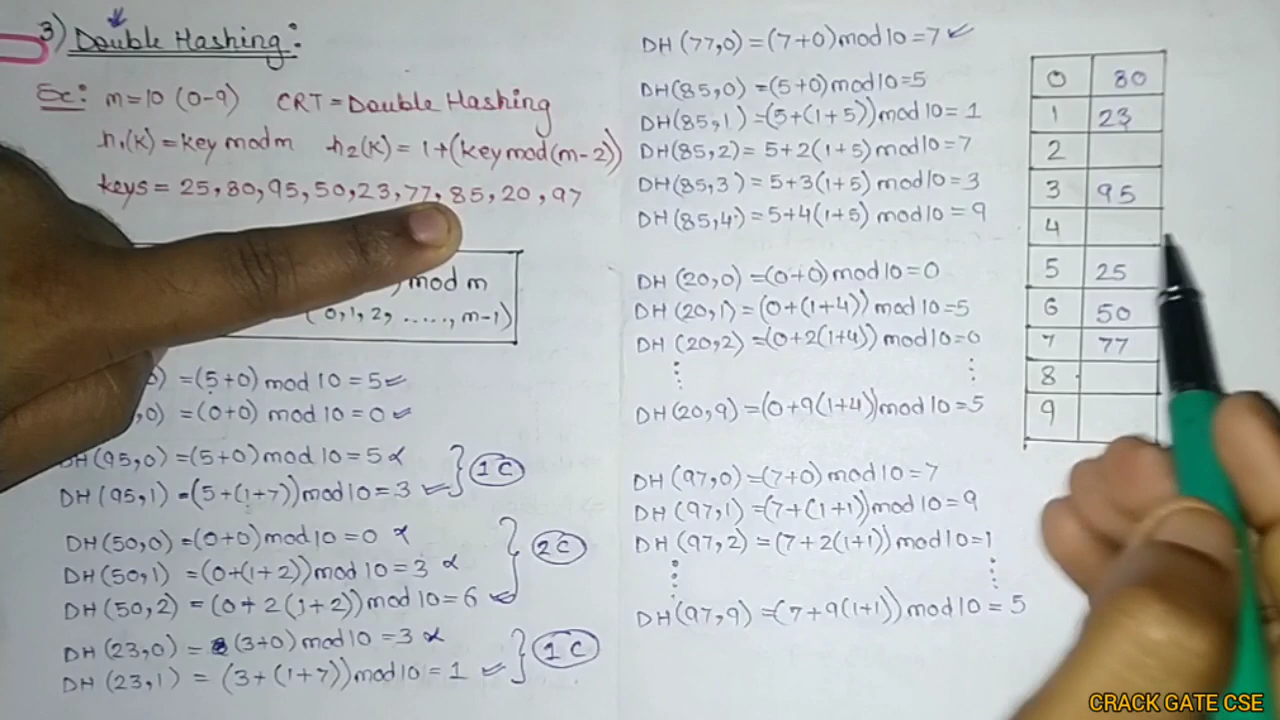 3) Double Hashing:
Ex: m=10 (0-9) CRT = Double Hashing
h₁(K) = key mod m h₂(K) = 1+(key mod (m-2))
keys = 25, 80, 95, 50, 23, 77, 85, 20, 97
mod m
(0,1,2, ....., m-1)
0) =(5+0) mod 10 = 5 ✓
,0) =(0+0) mod 10 = 0 ✓
DH(95,0) =(5+0) mod 10 = 5 x
DH(95,1) =(5+(1+7)) mod 10 = 3 ✓
1C
DH(50,0) =(0+0) mod 10 = 0 x
DH(50,1) =(0+(1+2)) mod 10 = 3 x
DH(50,2) =(0+2(1+2)) mod 10 = 6 ✓
2C
DH(23,0) = (3+0) mod 10 = 3 x
DH(23,1) = (3+(1+7)) mod 10 = 1 ✓
1C
DH(77,0) =(7+0) mod 10 = 7 ✓
DH(85,0) =(5+0) mod 10 = 5
DH(85,1) =(5+(1+5)) mod 10 = 1
DH(85,2) = 5+2(1+5) mod 10 = 7
DH(85,3) = 5+3(1+5) mod 10 = 3
DH(85,4) = 5+4(1+5) mod 10 = 9
DH(20,0) =(0+0) mod 10 = 0
DH(20,1) =(0+(1+4)) mod 10 = 5
DH(20,2) =(0+2(1+4)) mod 10 = 0
DH(20,9) =(0+9(1+4)) mod 10 = 5
DH(97,0) =(7+0) mod 10 = 7
DH(97,1) =(7+(1+1)) mod 10 = 9
DH(97,2) =(7+2(1+1)) mod 10 = 1
DH(97,9) =(7+9(1+1)) mod 10 = 5
0 80
1 23
2
3 95
4
5 25
6 50
7 77
8
9
CRACK GATE CSE